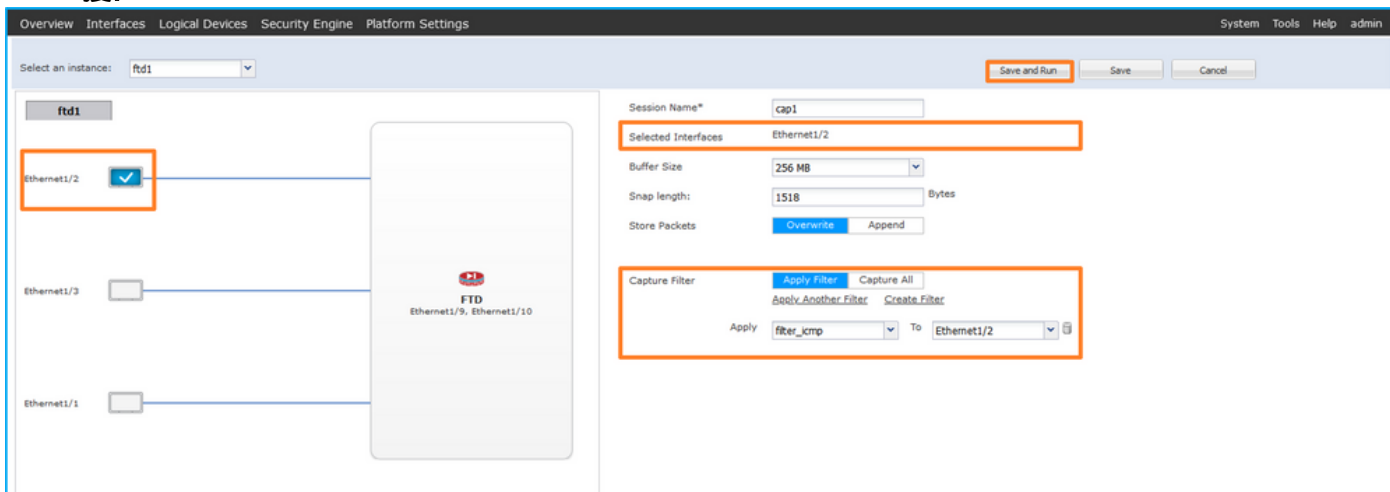 Overview Interfaces Logical Devices Security Engine Platform Settings System Tools Help admin
Select an instance: ftd1 Save and Run Save Cancel
ftd1
Ethernet1/2
Ethernet1/3
Ethernet1/1
FTD
Ethernet1/9, Ethernet1/10
Session Name* cap1
Selected Interfaces Ethernet1/2
Buffer Size 256 MB
Snap length: 1518 Bytes
Store Packets Overwrite Append
Capture Filter Apply Filter Capture All
Apply Another Filter Create Filter
Apply filter_icmp To Ethernet1/2